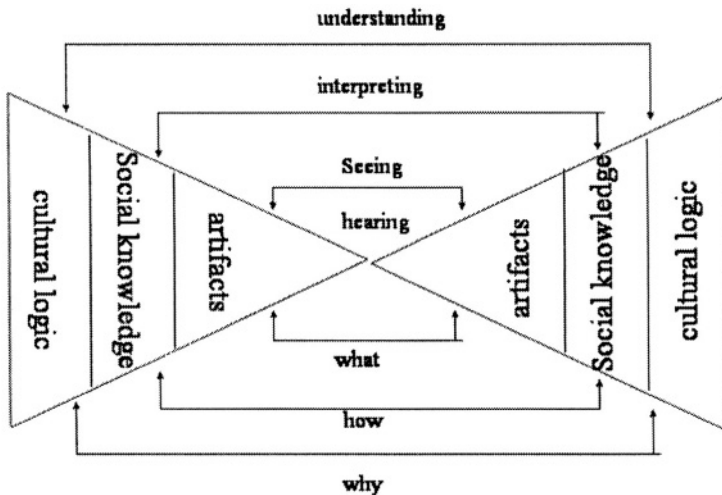 understanding
interpreting
Seeing
hearing
cultural logic
Social knowledge
artifacts
artifacts
Social knowledge
cultural logic
what
how
why